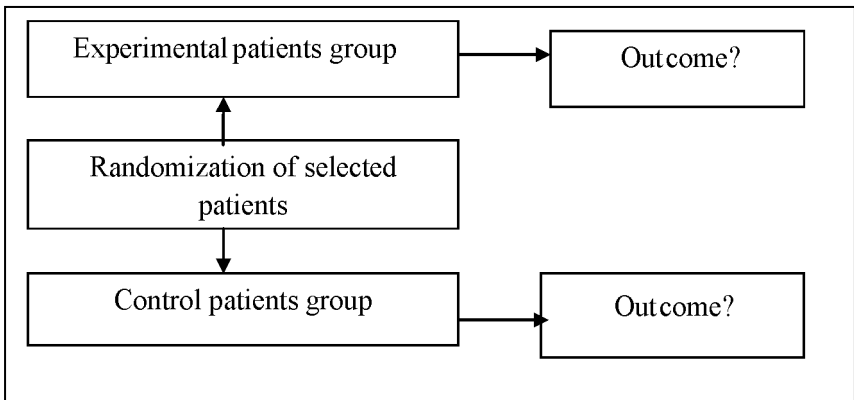 Experimental patients group
Outcome?
Randomization of selected
patients
Control patients group
Outcome?